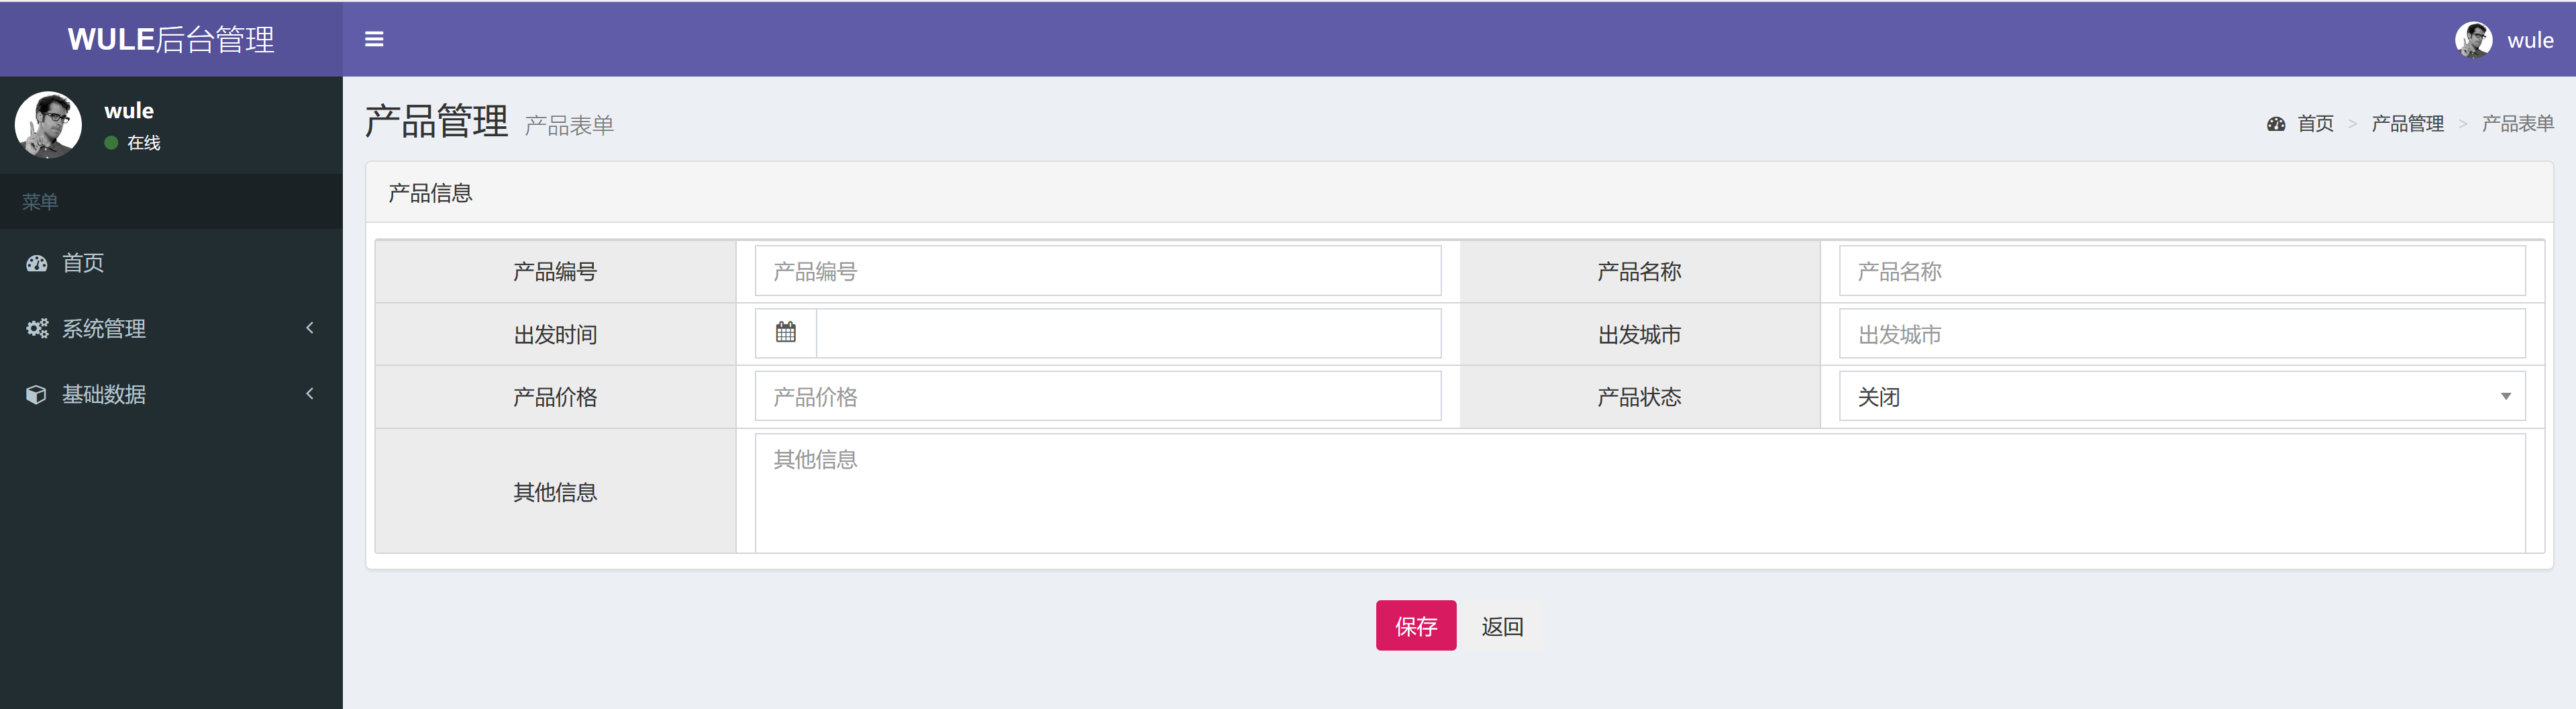 WULE后台管理
wule
wule
在线
菜单
首页
系统管理
基础数据
产品管理 产品表单
首页 > 产品管理 > 产品表单
产品信息
产品编号 产品编号 产品名称 产品名称
出发时间 出发城市 出发城市
产品价格 产品价格 产品状态 关闭
其他信息 其他信息
保存 返回